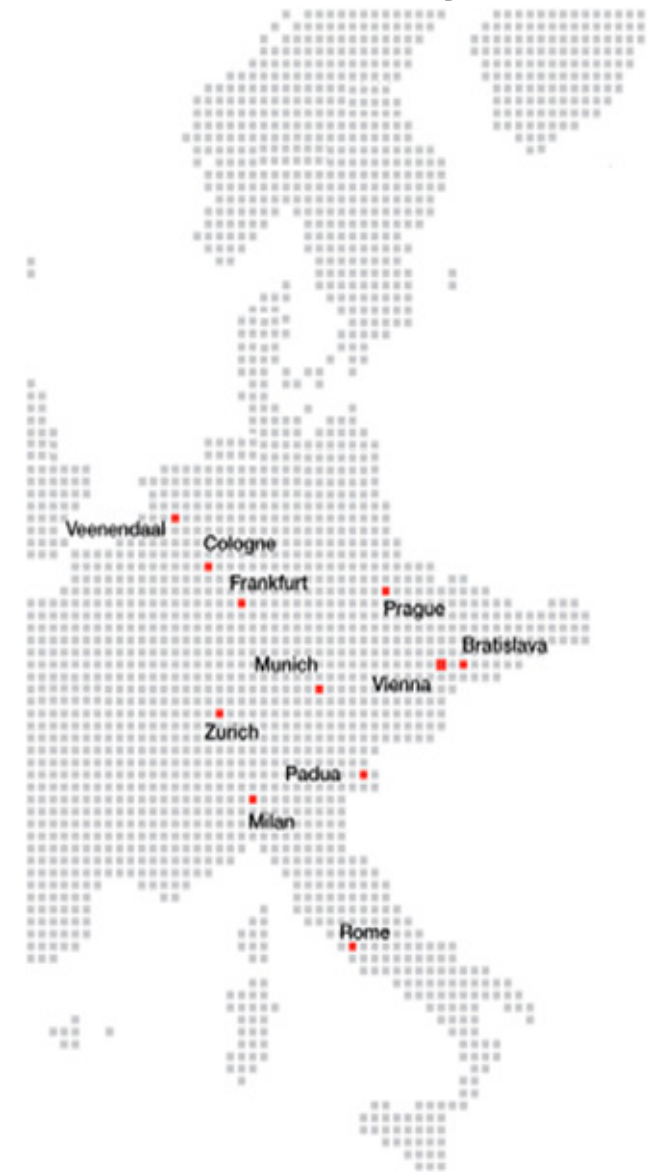 Veenendaal
Cologne
Frankfurt
Prague
Bratislava
Munich
Vienna
Zurich
Padua
Milan
Rome